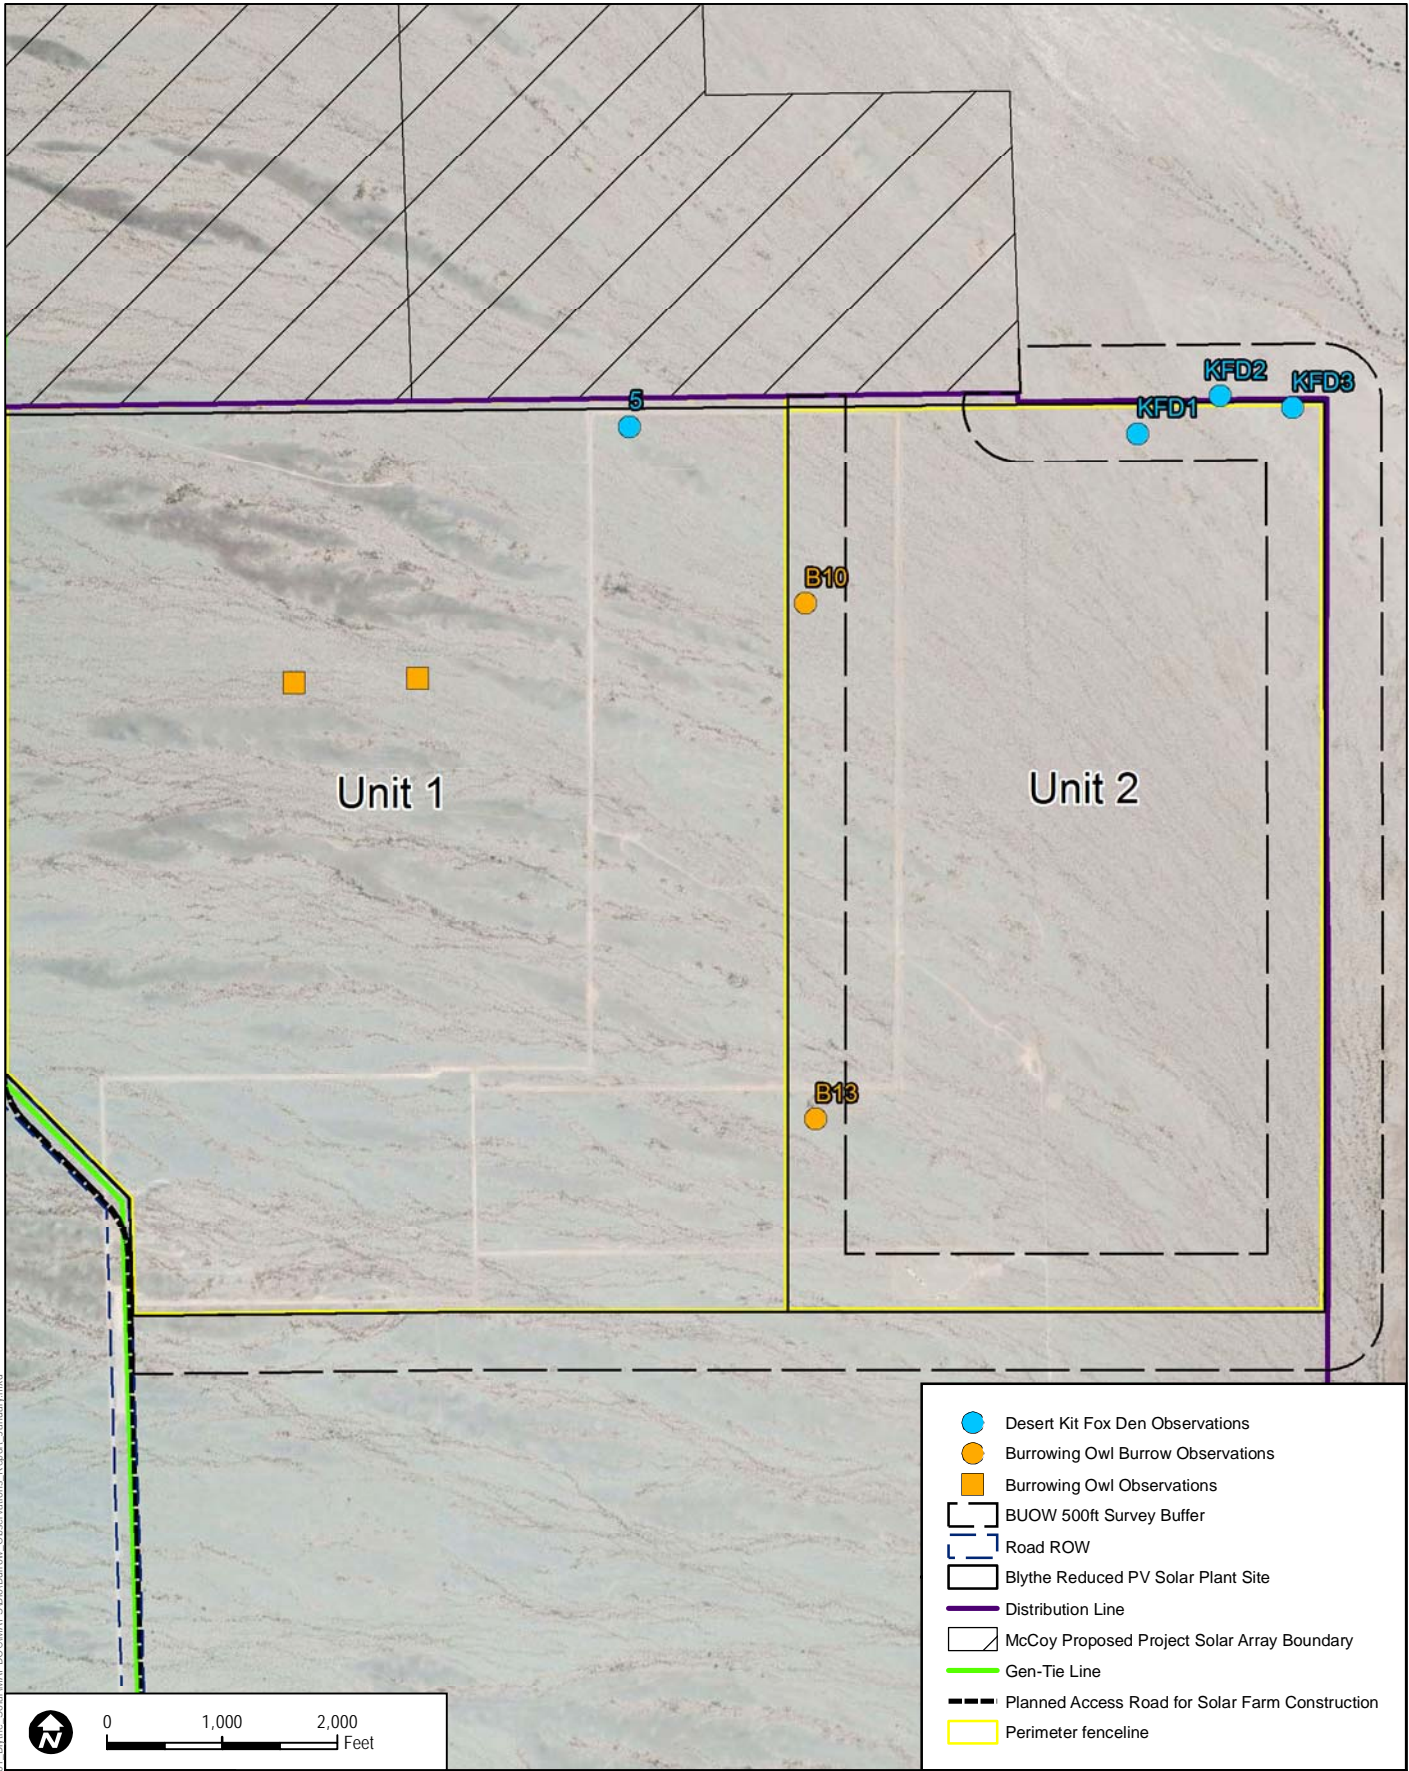 KFD2
KFD3
5
KFD1
B10
Unit 1
Unit 2
B13
Desert Kit Fox Den Observations
Burrowing Owl Burrow Observations
Burrowing Owl Observations
BUOW 500ft Survey Buffer
Road ROW
Blythe Reduced PV Solar Plant Site
Distribution Line
McCoy Proposed Project Solar Array Boundary
Gen-Tie Line
Planned Access Road for Solar Farm Construction
Perimeter fenceline
N
0 1,000 2,000
Feet